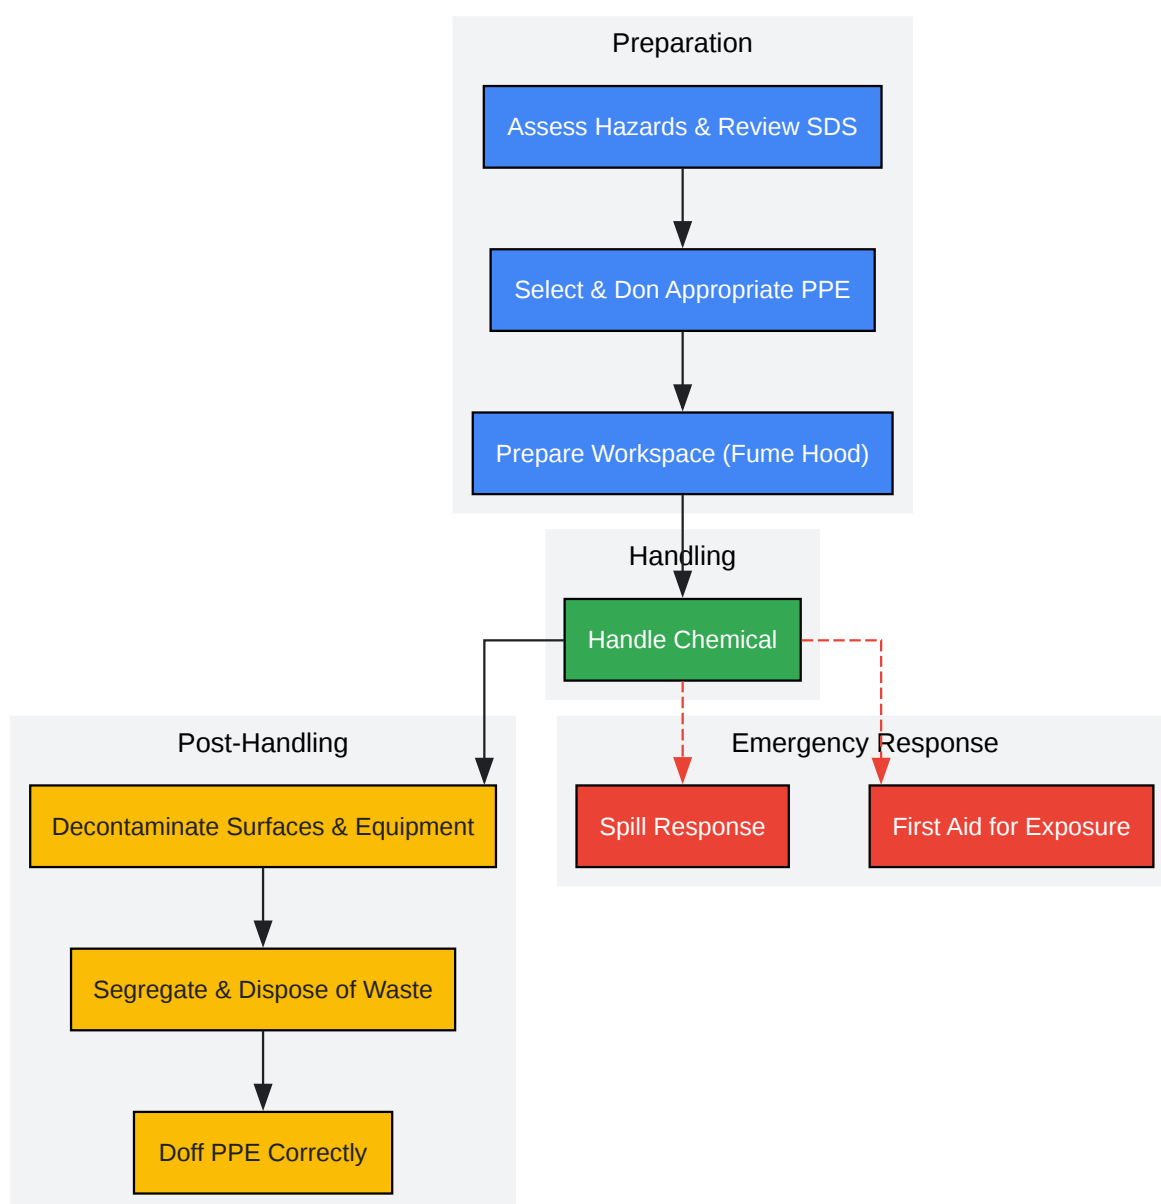 Preparation
Assess Hazards & Review SDS
Select & Don Appropriate PPE
Prepare Workspace (Fume Hood)
Handling
Handle Chemical
Post-Handling
Emergency Response
Decontaminate Surfaces & Equipment
Spill Response
First Aid for Exposure
Segregate & Dispose of Waste
Doff PPE Correctly